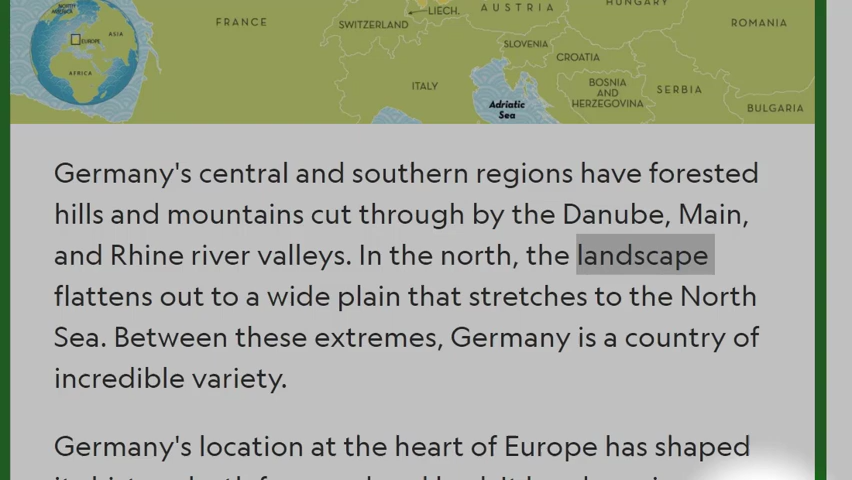 NORTH AMERICA
EUROPE
ASIA
AFRICA
FRANCE
SWITZERLAND
LIECH.
AUSTRIA
HUNGARY
ROMANIA
SLOVENIA
CROATIA
ITALY
BOSNIA
AND
HERZEGOVINA
SERBIA
BULGARIA
Adriatic
Sea
Germany's central and southern regions have forested
hills and mountains cut through by the Danube, Main,
and Rhine river valleys. In the north, the landscape
flattens out to a wide plain that stretches to the North
Sea. Between these extremes, Germany is a country of
incredible variety.
Germany's location at the heart of Europe has shaped